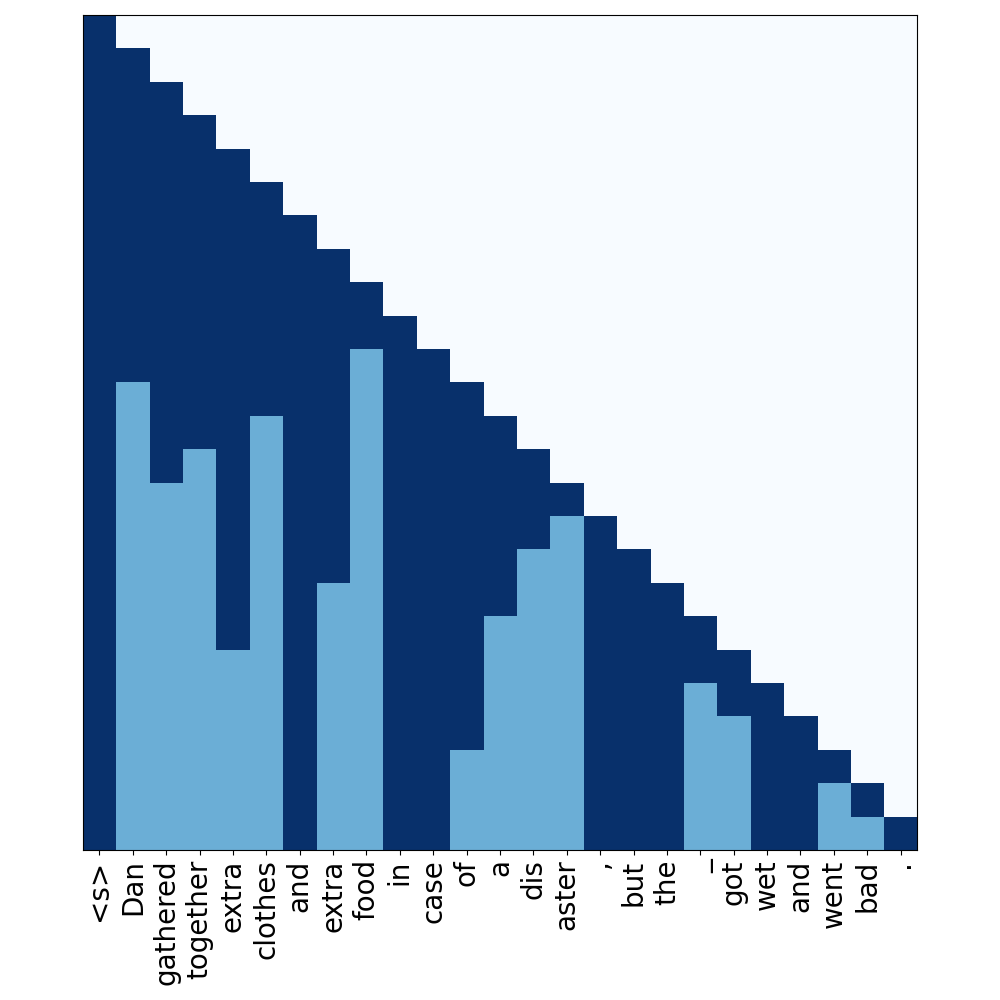 <s> Dan gathered together extra clothes and extra food in case of a dis aster , but the _ got wet and went bad .